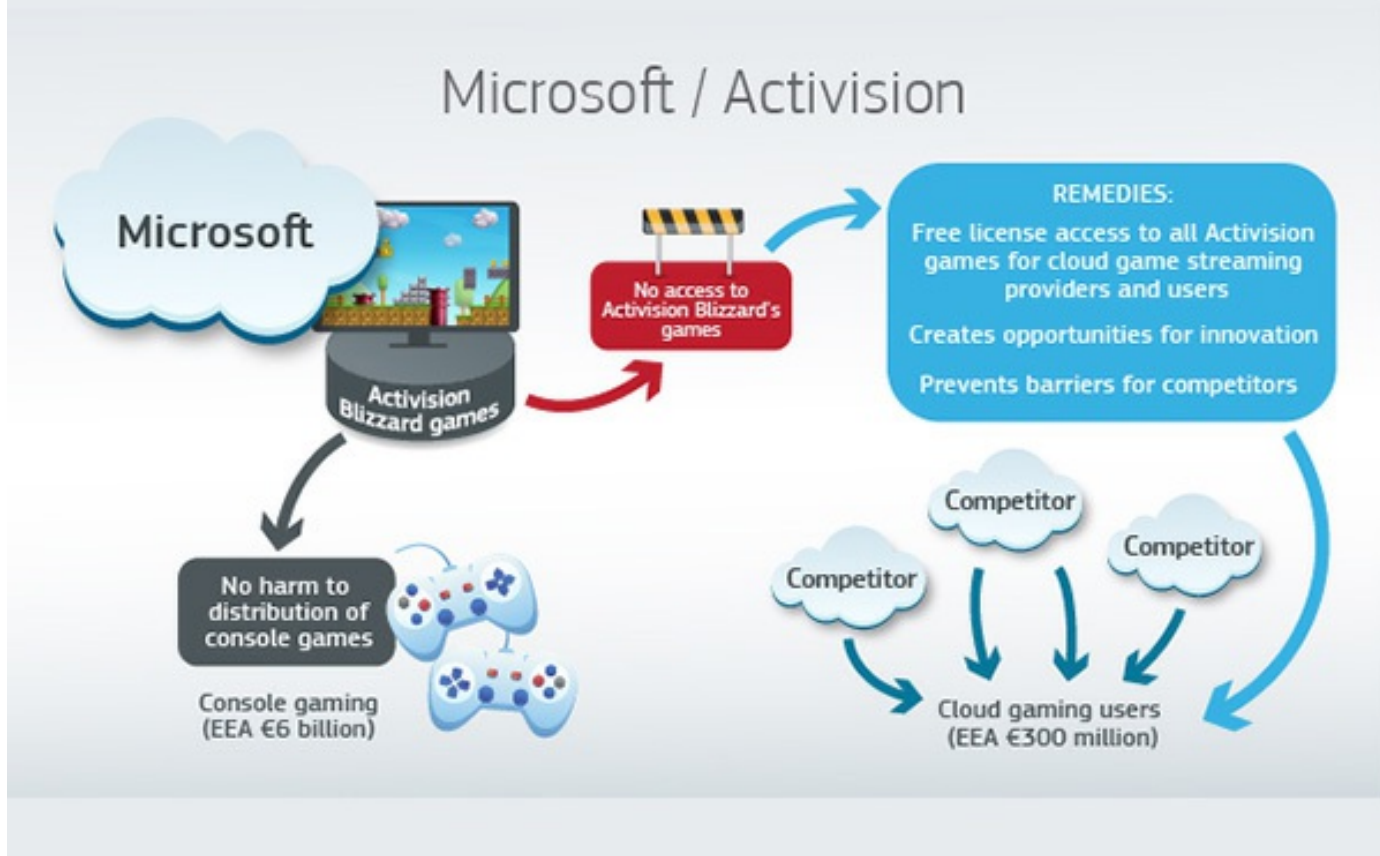 Microsoft / Activision
Microsoft
Activision
Blizzard games
No access to
Activision Blizzard's
games
REMEDIES:
Free license access to all Activision
games for cloud game streaming
providers and users
Creates opportunities for innovation
Prevents barriers for competitors
No harm to
distribution of
console games
Console gaming
(EEA €6 billion)
Competitor
Competitor
Competitor
Cloud gaming users
(EEA €300 million)